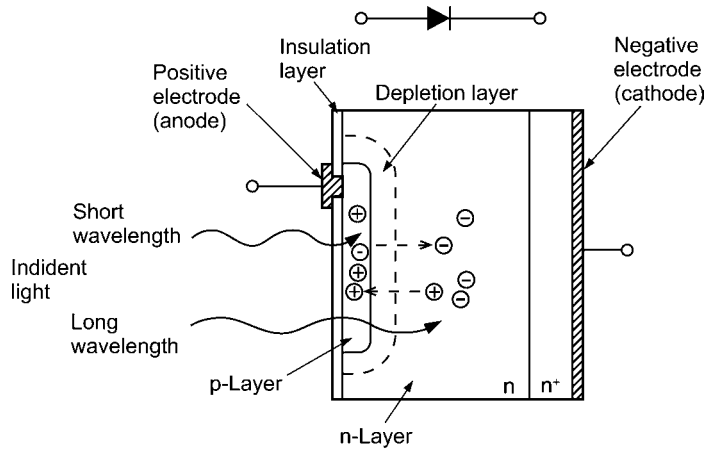 Insulation
layer
Negative
electrode
(cathode)
Positive
electrode
(anode)
Depletion layer
Short
wavelength
Indident
light
Long
wavelength
p-Layer
n
n+
n-Layer